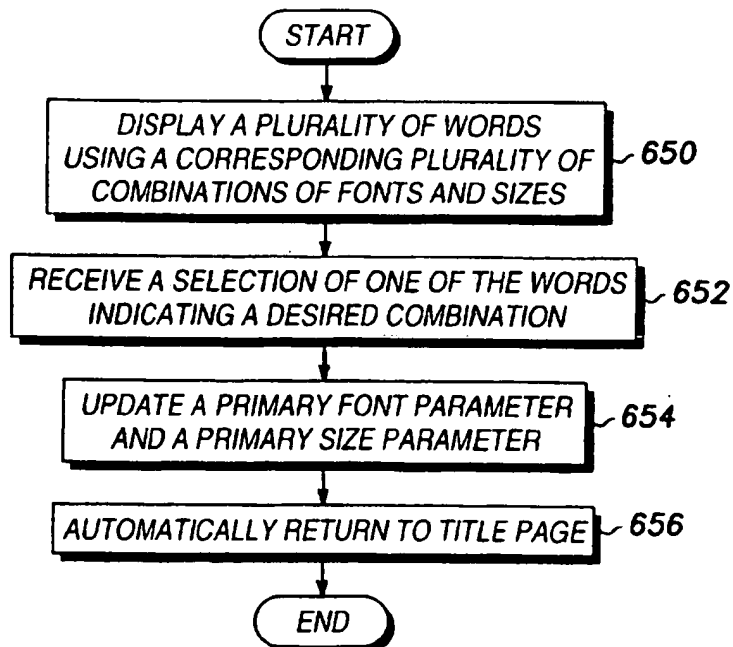 START
DISPLAY A PLURALITY OF WORDS
USING A CORRESPONDING PLURALITY OF
COMBINATIONS OF FONTS AND SIZES
650
RECEIVE A SELECTION OF ONE OF THE WORDS
INDICATING A DESIRED COMBINATION
652
UPDATE A PRIMARY FONT PARAMETER
AND A PRIMARY SIZE PARAMETER
654
AUTOMATICALLY RETURN TO TITLE PAGE
656
END